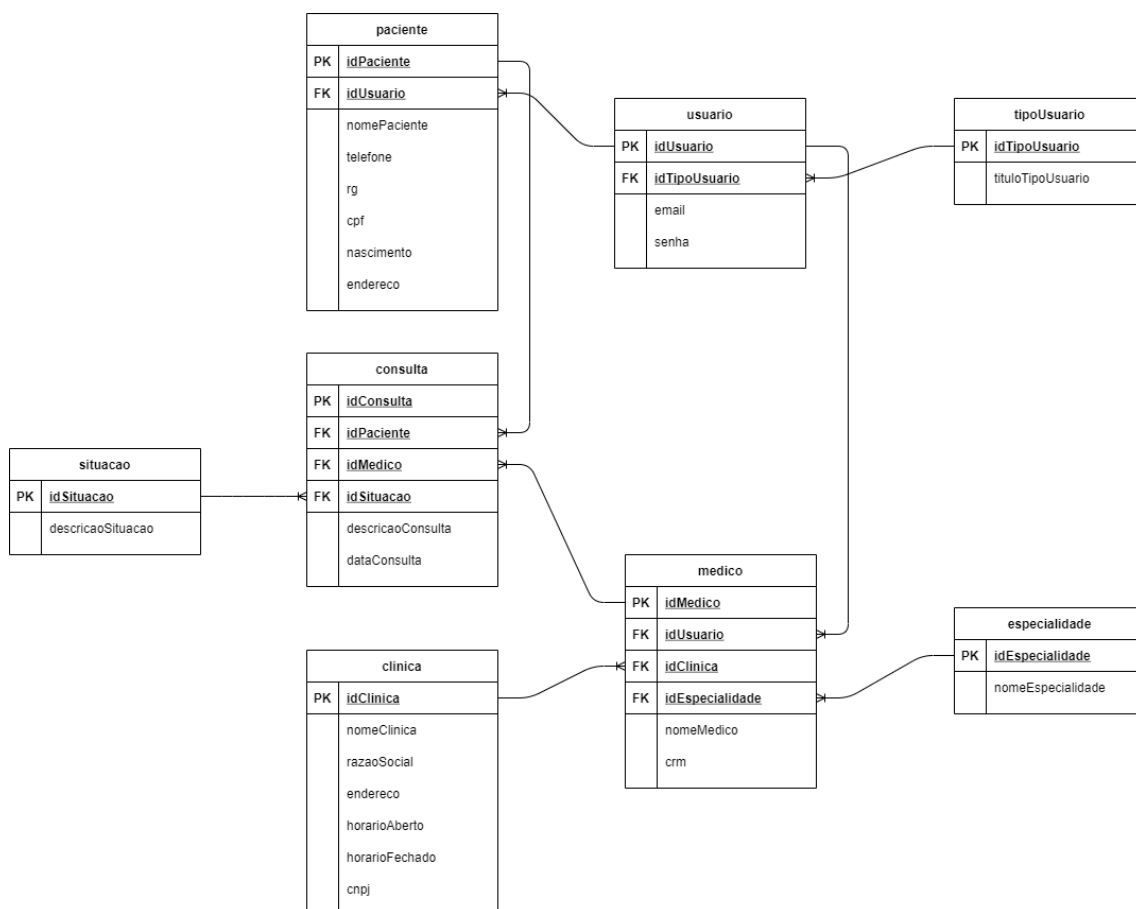 paciente
PK idPaciente
FK idUsuario
nomePaciente
telefone
rg
cpf
nascimento
endereco
usuario
PK idUsuario
FK idTipoUsuario
email
senha
tipoUsuario
PK idTipoUsuario
tituloTipoUsuario
consulta
PK idConsulta
FK idPaciente
FK idMedico
FK idSituacao
descricaoConsulta
dataConsulta
situacao
PK idSituacao
descricaoSituacao
medico
PK idMedico
FK idUsuario
FK idClinica
FK idEspecialidade
nomeMedico
crm
especialidade
PK idEspecialidade
nomeEspecialidade
clinica
PK idClinica
nomeClinica
razaoSocial
endereco
horarioAberto
horarioFechado
cnpj